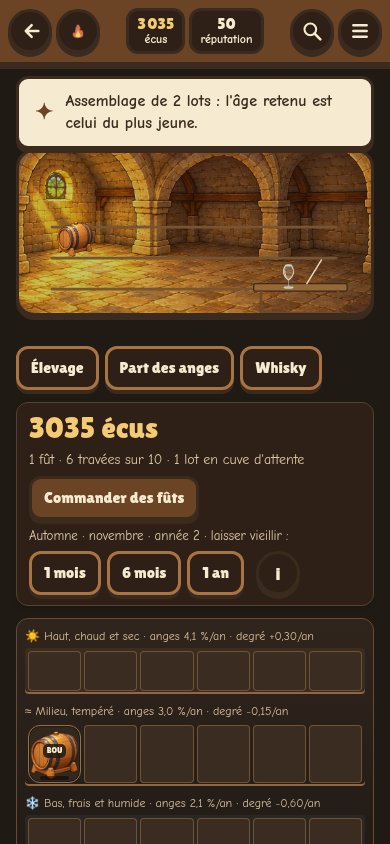 3035
écus
50
réputation
Assemblage de 2 lots : l'âge retenu est
celui du plus jeune.
Élevage
Part des anges
Whisky
3035 écus
1 fût · 6 travées sur 10 · 1 lot en cuve d'attente
Commander des fûts
Automne · novembre · année 2 · laisser vieillir :
1 mois
6 mois
1 an
i
Haut, chaud et sec · anges 4,1 %/an · degré +0,30/an
≈ Milieu, tempéré · anges 3,0 %/an · degré -0,15/an
BOU
Bas, frais et humide · anges 2,1 %/an · degré -0,60/an